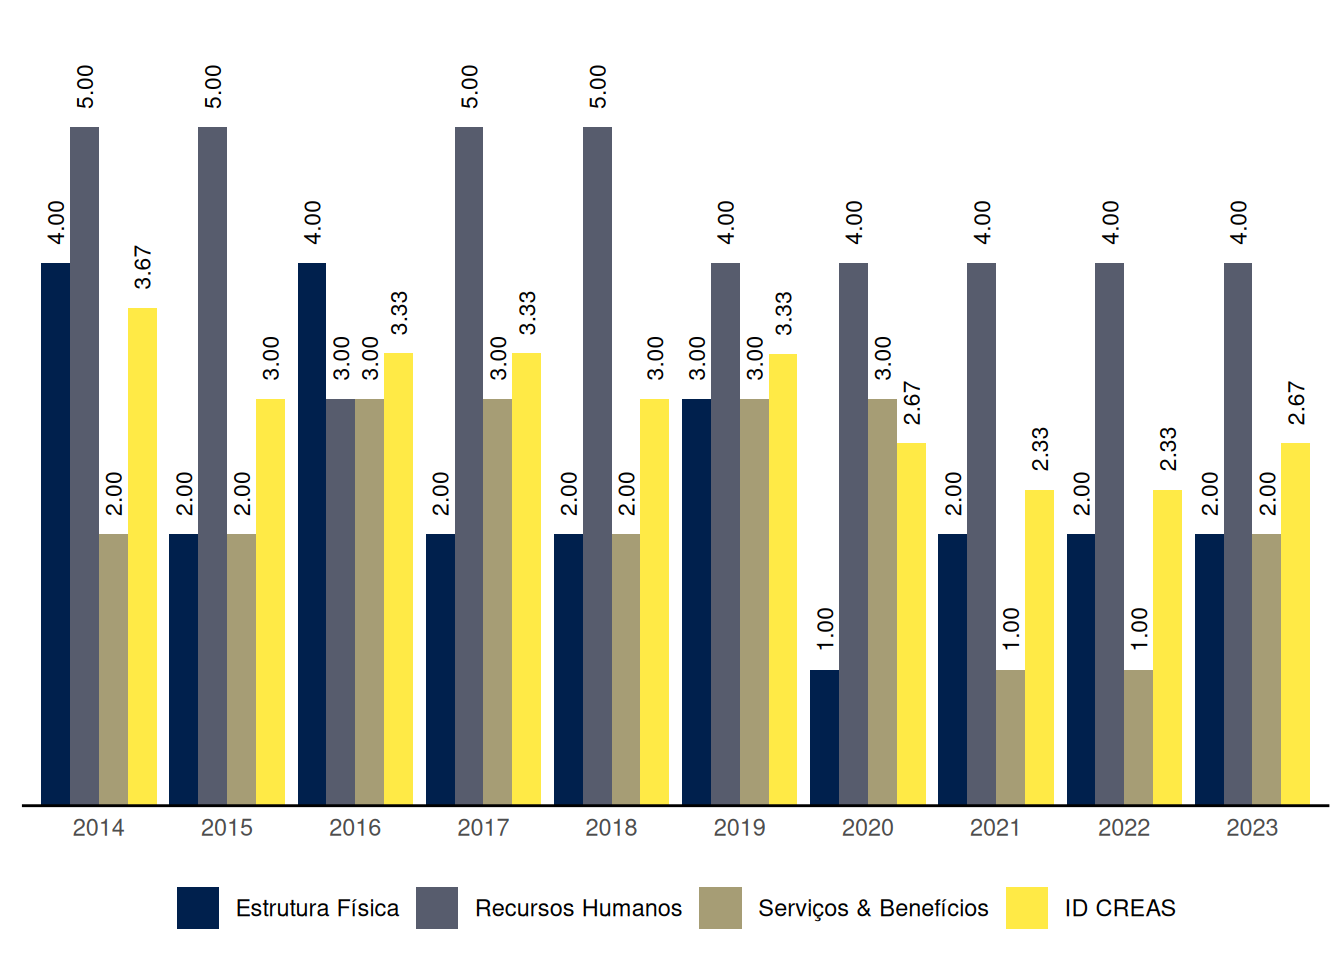 5.00 5.00 5.00 5.00
4.00 4.00 4.00 4.00 4.00 4.00 4.00
3.67
3.33 3.33 3.33
3.00 3.00 3.00 3.00 3.00 3.00 3.00 3.00
2.67 2.67
2.33 2.33
2.00 2.00 2.00 2.00 2.00 2.00 2.00 2.00 2.00 2.00
1.00 1.00 1.00
2014 2015 2016 2017 2018 2019 2020 2021 2022 2023
Estrutura Física Recursos Humanos Serviços & Benefícios ID CREAS